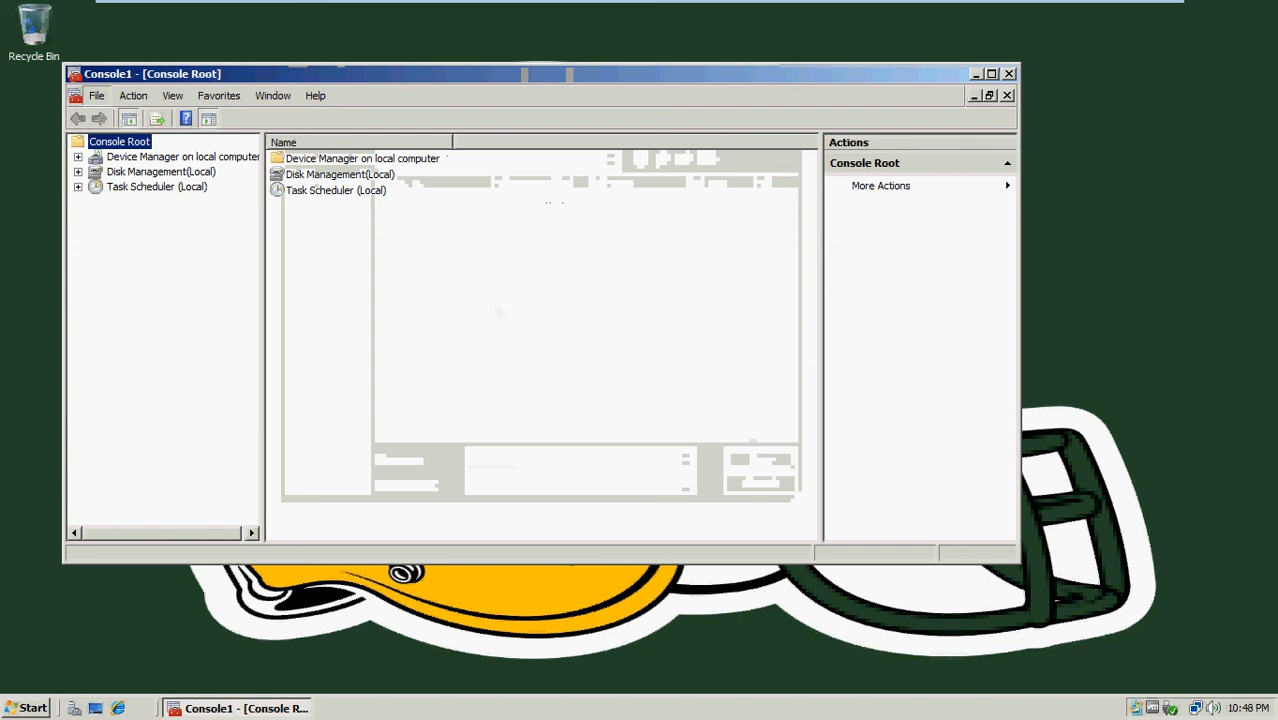 Recycle Bin
Console1 - [Console Root]
File Action View Favorites Window Help
Console Root
Device Manager on local computer
Disk Management(Local)
Task Scheduler (Local)
Name
Device Manager on local computer
Disk Management(Local)
Task Scheduler (Local)
Actions
Console Root
More Actions
Start
Console1 - [Console R...
10:48 PM